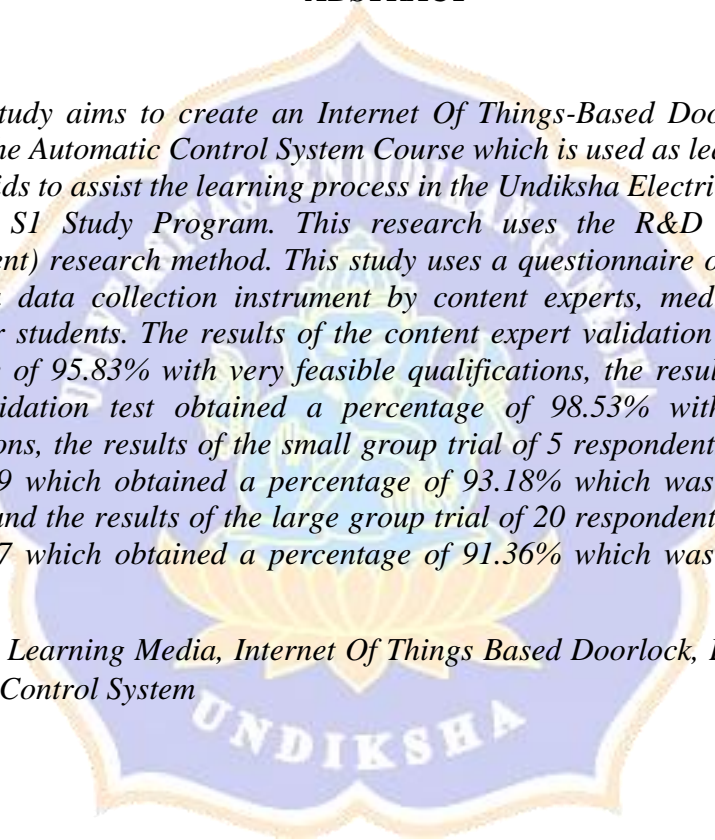 ABSTRACT
tudy aims to create an Internet Of Things-Based Doo
he Automatic Control System Course which is used as lea
ids to assist the learning process in the Undiksha Electri
S1 Study Program. This research uses the R&D
ent) research method. This study uses a questionnaire o
data collection instrument by content experts, med
r students. The results of the content expert validation
of 95.83% with very feasible qualifications, the resul
idation test obtained a percentage of 98.53% with
ons, the results of the small group trial of 5 respondent
9 which obtained a percentage of 93.18% which was
und the results of the large group trial of 20 respondent
7 which obtained a percentage of 91.36% which was
Learning Media, Internet Of Things Based Doorlock,
Control System
UNDIKSHA